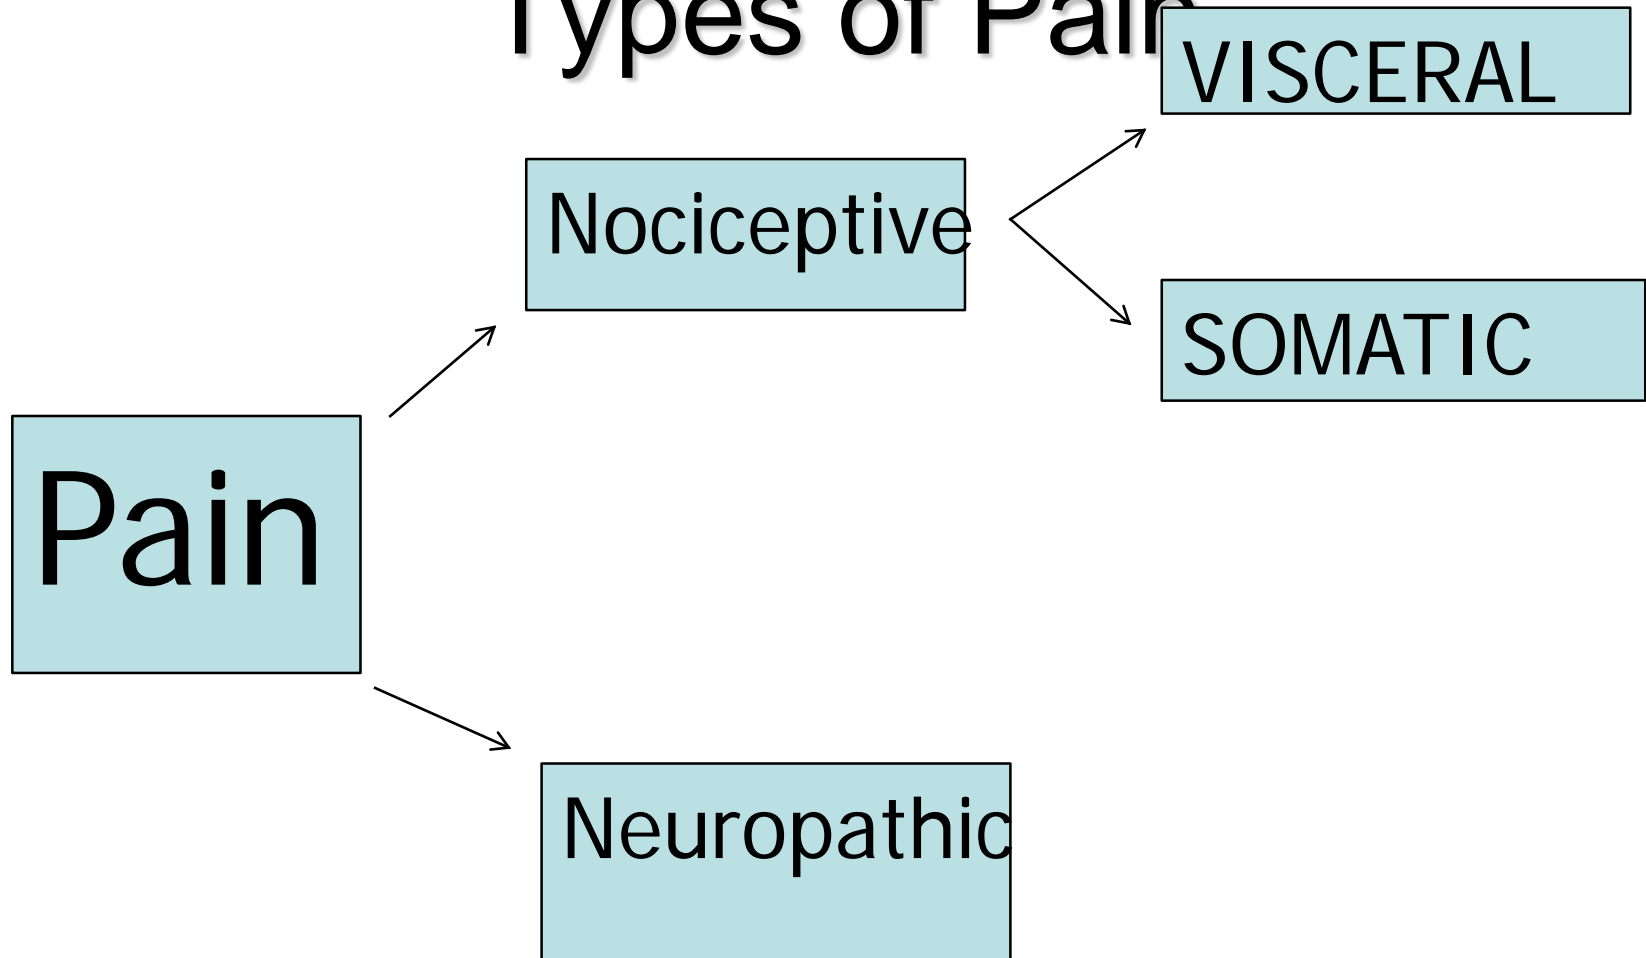 Types of Pain
VISCERAL
Nociceptive
SOMATIC
Pain
Neuropathic